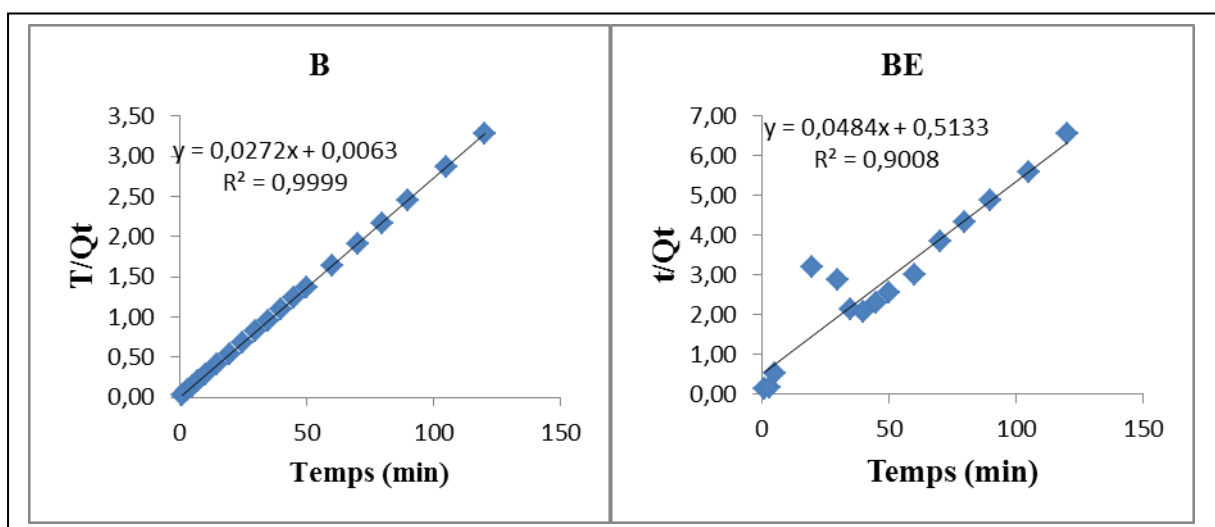 B
T/Qt
3,50
3,00
2,50
2,00
1,50
1,00
0,50
0,00
y = 0,0272x + 0,0063
R² = 0,9999
0
50
100
150
Temps (min)
BE
t/Qt
7,00
6,00
5,00
4,00
3,00
2,00
1,00
0,00
y = 0,0484x + 0,5133
R² = 0,9008
0
50
100
150
Temps (min)